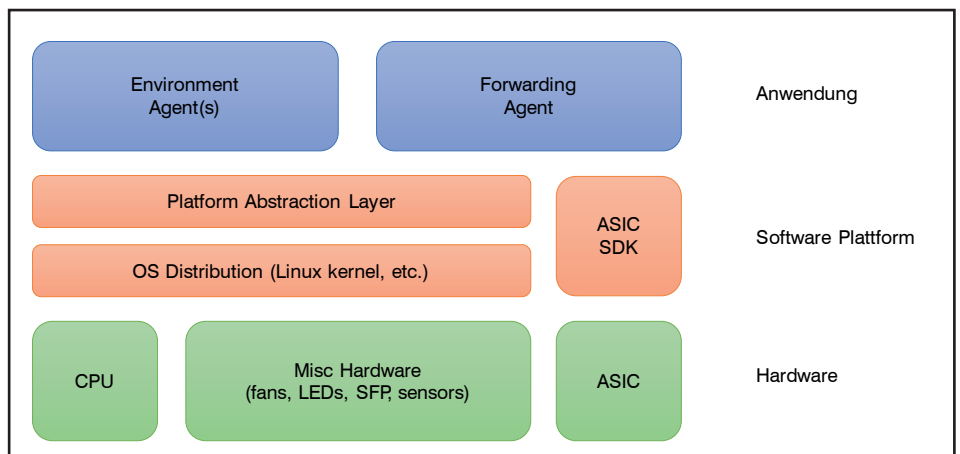 Environment
Agent(s)
Forwarding
Agent
Anwendung
Platform Abstraction Layer
ASIC
SDK
Software Plattform
OS Distribution (Linux kernel, etc.)
CPU
Misc Hardware
(fans, LEDs, SFP, sensors)
ASIC
Hardware